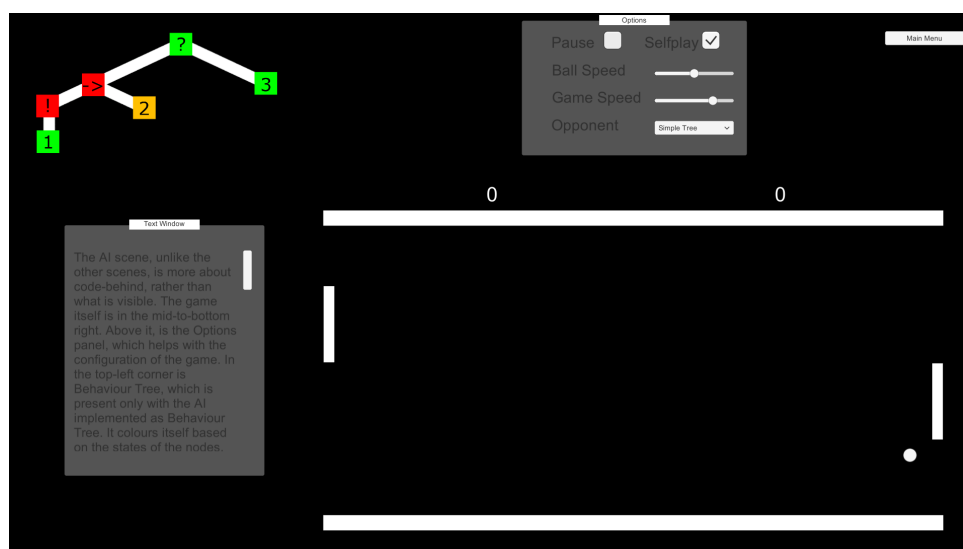 ?
->
3
!
2
1
Options
Pause
Selfplay
Ball Speed
Game Speed
Opponent
Simple Tree
Main Menu
0
0
Text Window
The AI scene, unlike the
other scenes, is more about
code-behind, rather than
what is visible. The game
itself is in the mid-to-bottom
right. Above it, is the Options
panel, which helps with the
configuration of the game. In
the top-left corner is
Behaviour Tree, which is
present only with the AI
implemented as Behaviour
Tree. It colours itself based
on the states of the nodes.